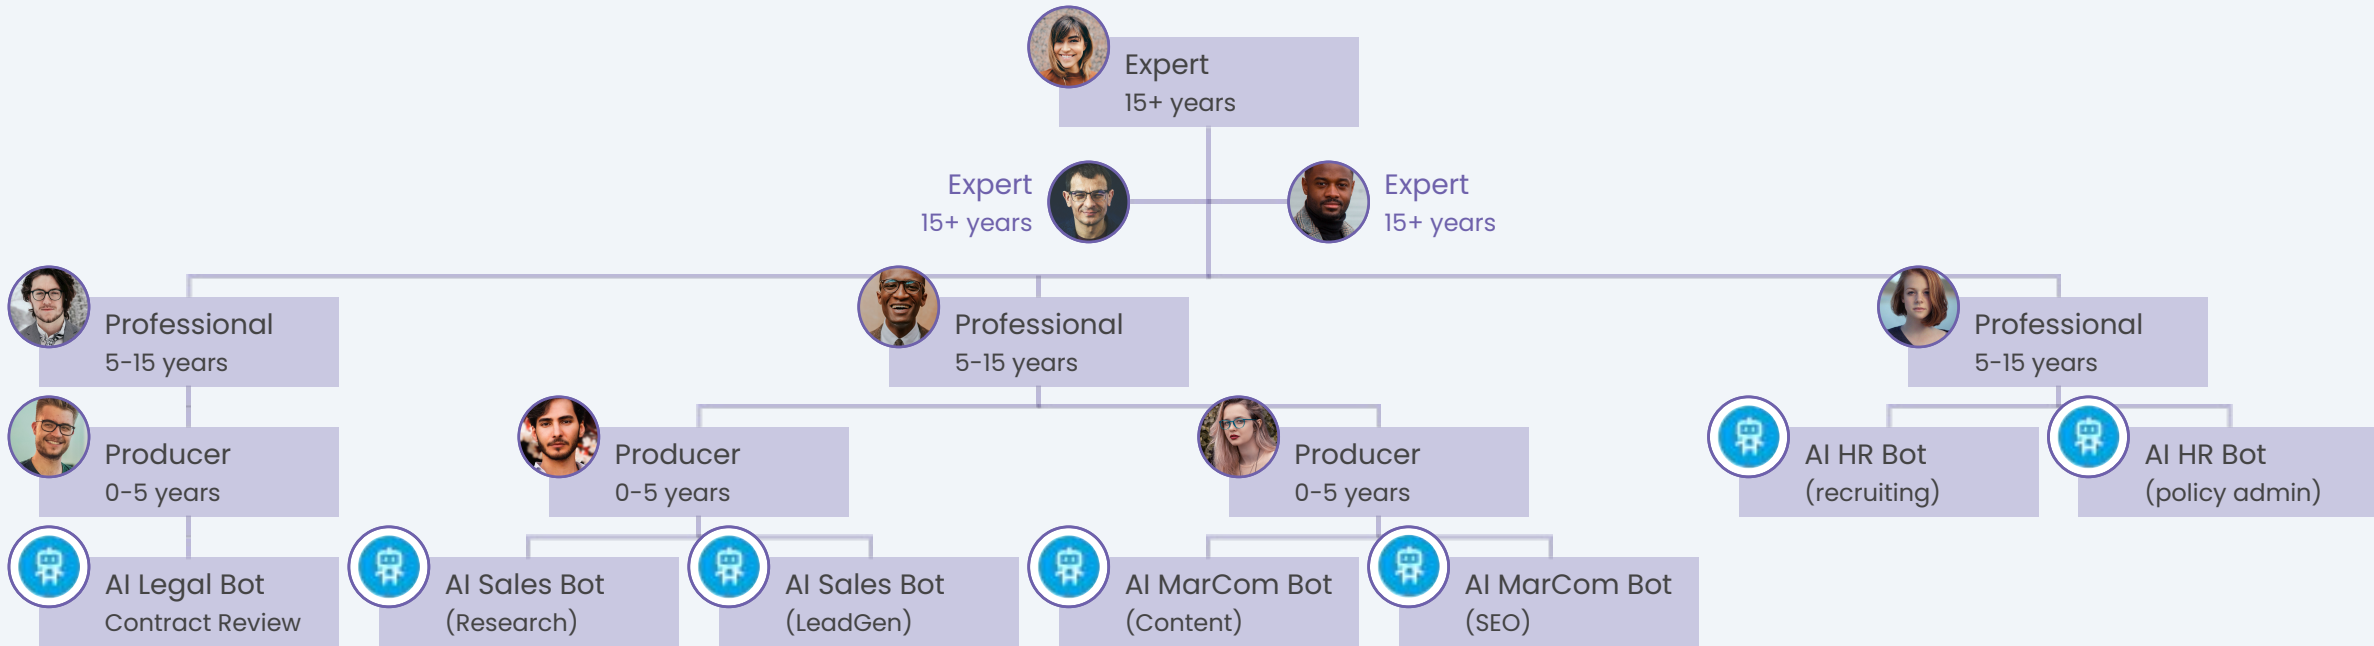 Expert
15+ years
Expert
15+ years
Expert
15+ years
Professional
5-15 years
Professional
5-15 years
Professional
5-15 years
Producer
0-5 years
Producer
0-5 years
Producer
0-5 years
AI HR Bot
(recruiting)
AI HR Bot
(policy admin)
AI Legal Bot
Contract Review
AI Sales Bot
(Research)
AI Sales Bot
(LeadGen)
AI MarCom Bot
(Content)
AI MarCom Bot
(SEO)